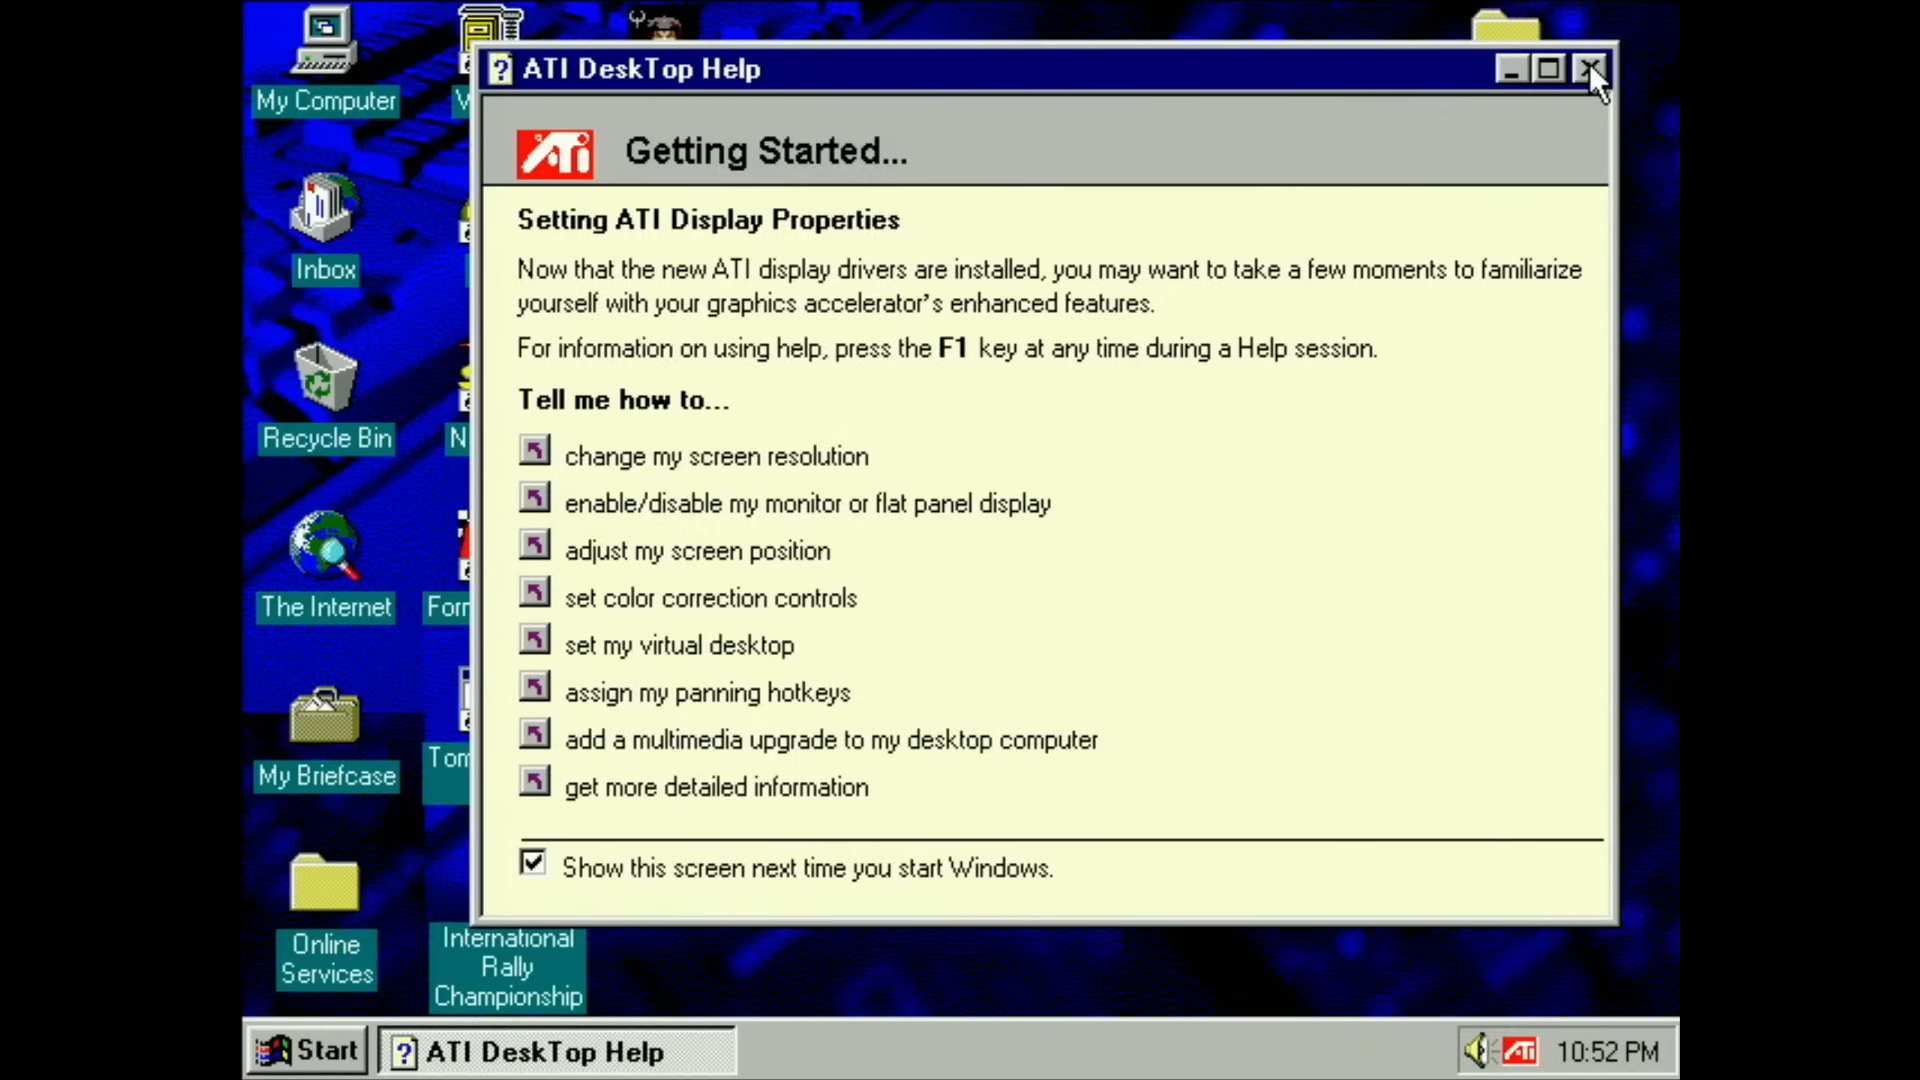 My Computer
Inbox
Recycle Bin
The Internet
My Briefcase
Online
Services
International
Rally
Championship
ATI DeskTop Help
ATI
Getting Started...
Setting ATI Display Properties
Now that the new ATI display drivers are installed, you may want to take a few moments to familiarize
yourself with your graphics accelerator's enhanced features.
For information on using help, press the F1 key at any time during a Help session.
Tell me how to...
change my screen resolution
enable/disable my monitor or flat panel display
adjust my screen position
set color correction controls
set my virtual desktop
assign my panning hotkeys
add a multimedia upgrade to my desktop computer
get more detailed information
Show this screen next time you start Windows.
Start
ATI DeskTop Help
ATI
10:52 PM